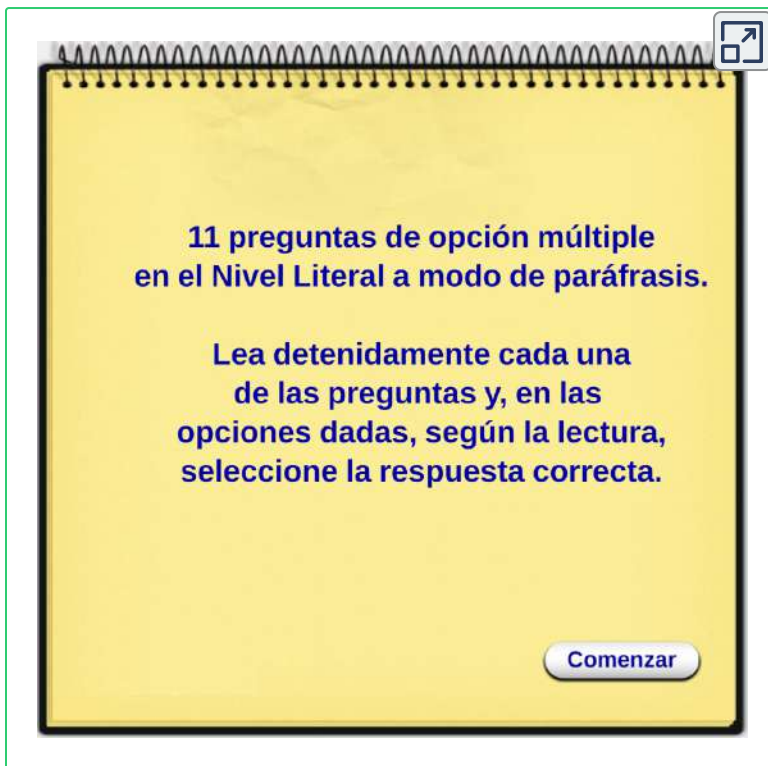 11 preguntas de opción múltiple
en el Nivel Literal a modo de paráfrasis.
Lea detenidamente cada una
de las preguntas y, en las
opciones dadas, según la lectura,
seleccione la respuesta correcta.
Comenzar